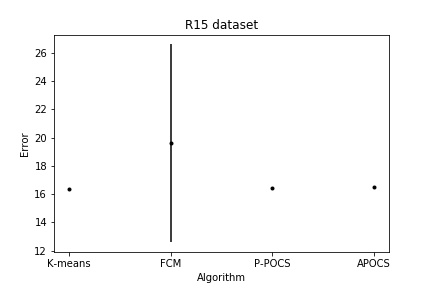 R15 dataset
26
24
22
20
18
16
14
12
Error
K-means FCM P-POCS APOCS
Algorithm